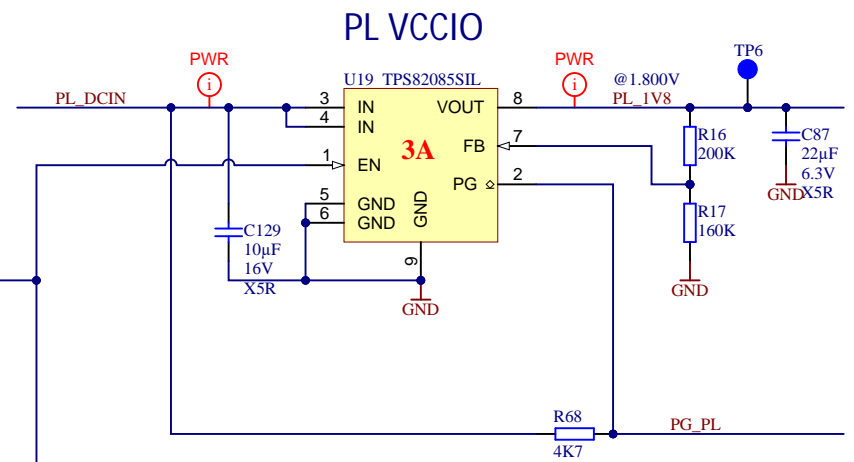 PL VCCIO
PWR
i
PL_DCIN
U19 TPS82085SIL
3 IN
4 IN
1 EN
5 GND
6 GND
GND
9
3A
VOUT 8
FB 7
PG 2
PWR
i
@1.800V
PL_1V8
TP6
R16
200K
R17
160K
GND
C87
22µF
6.3V
X5R
GND
C129
10µF
16V
X5R
GND
R68
4K7
PG_PL